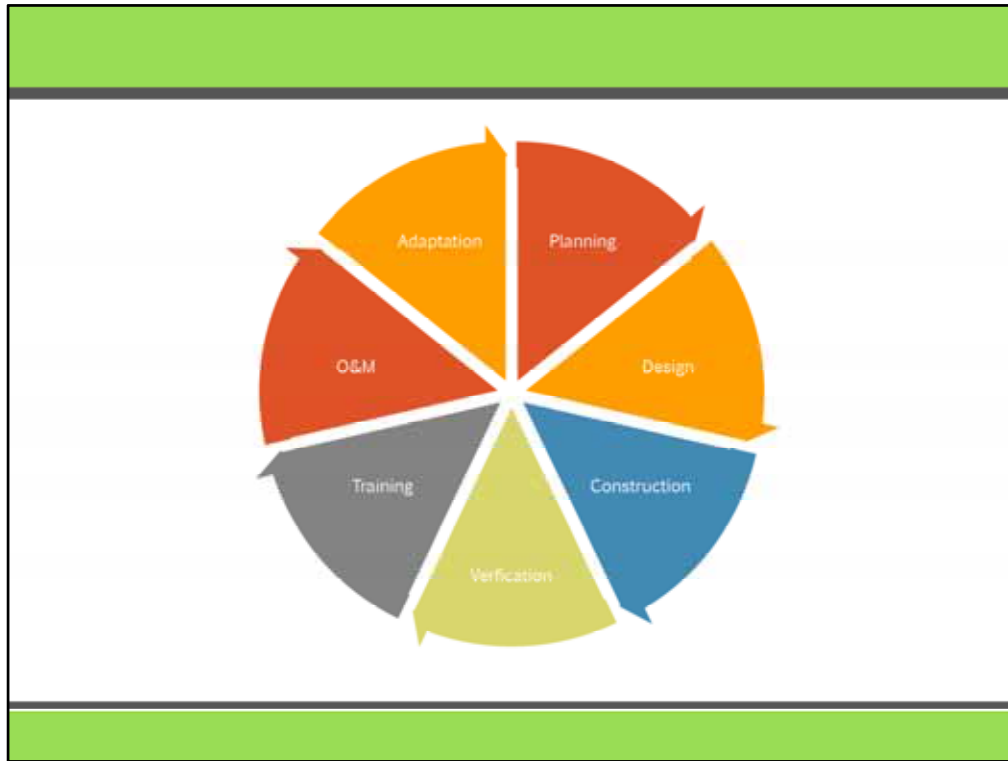 Adaptation
Planning
O&M
Design
Training
Construction
Verfication